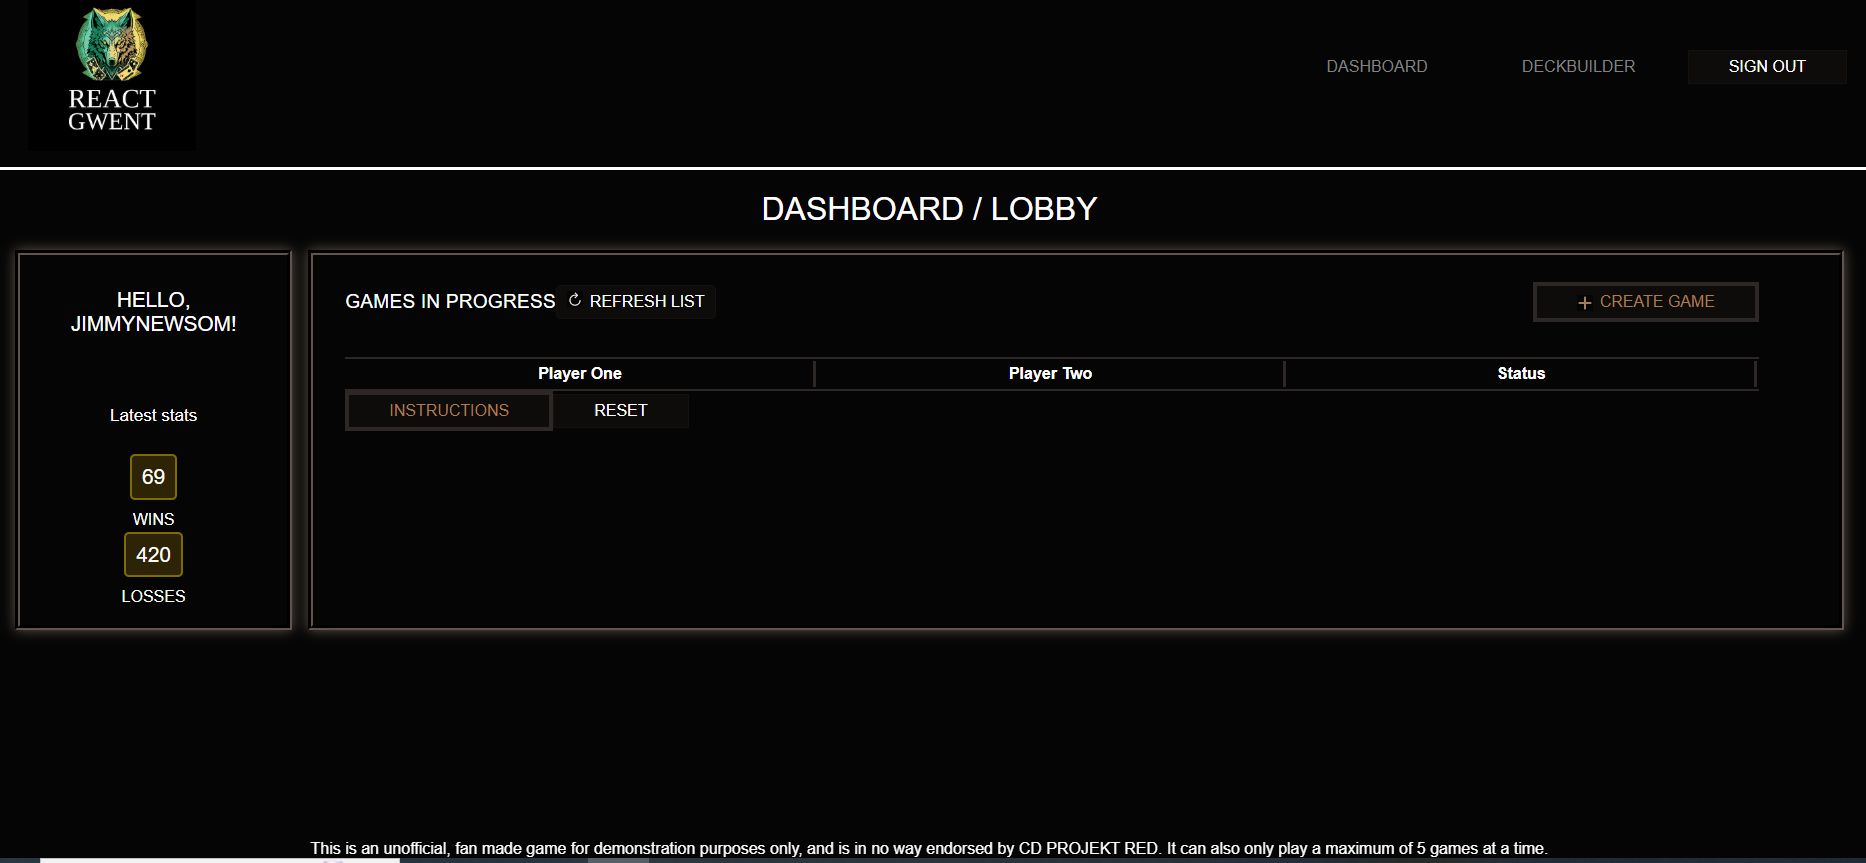 REACT
GWENT
DASHBOARD
DECKBUILDER
SIGN OUT
DASHBOARD / LOBBY
HELLO,
JIMMYNEWSOM!
Latest stats
69
WINS
420
LOSSES
GAMES IN PROGRESS
REFRESH LIST
+ CREATE GAME
Player One
Player Two
Status
INSTRUCTIONS
RESET
This is an unofficial, fan made game for demonstration purposes only, and is in no way endorsed by CD PROJEKT RED. It can also only play a maximum of 5 games at a time.